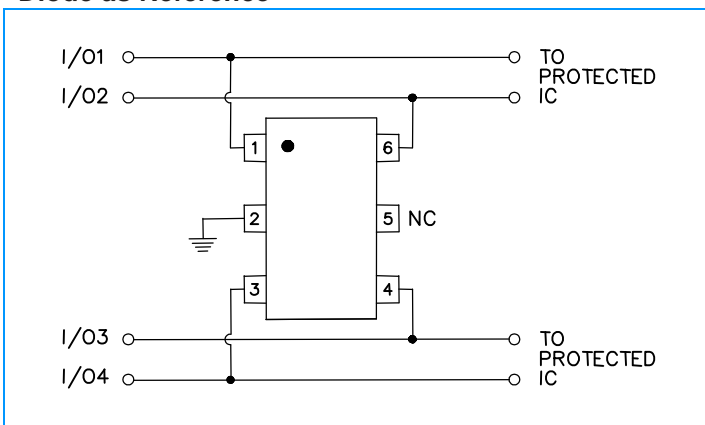 Diode as Reference
I/O1
TO
PROTECTED
I/O2
IC
1
6
2
5 NC
3
4
I/O3
TO
PROTECTED
I/O4
IC